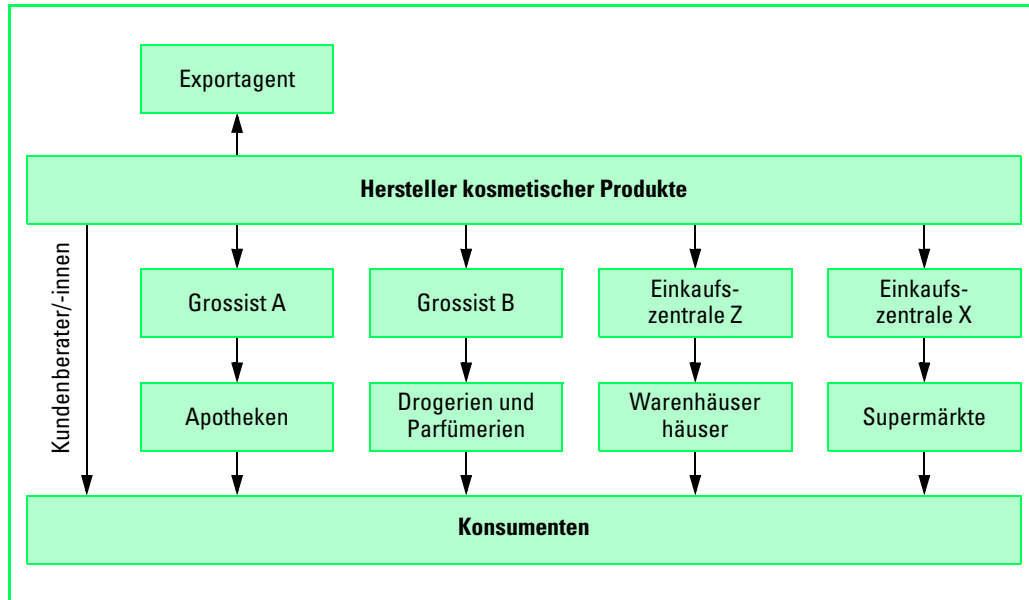 Exportagent
Hersteller kosmetischer Produkte
Kundenberater/-innen
Grossist A
Grossist B
Einkaufs-
zentrale Z
Einkaufs-
zentrale X
Apotheken
Drogerien und
Parfümerien
Warenhäuser
häuser
Supermärkte
Konsumenten